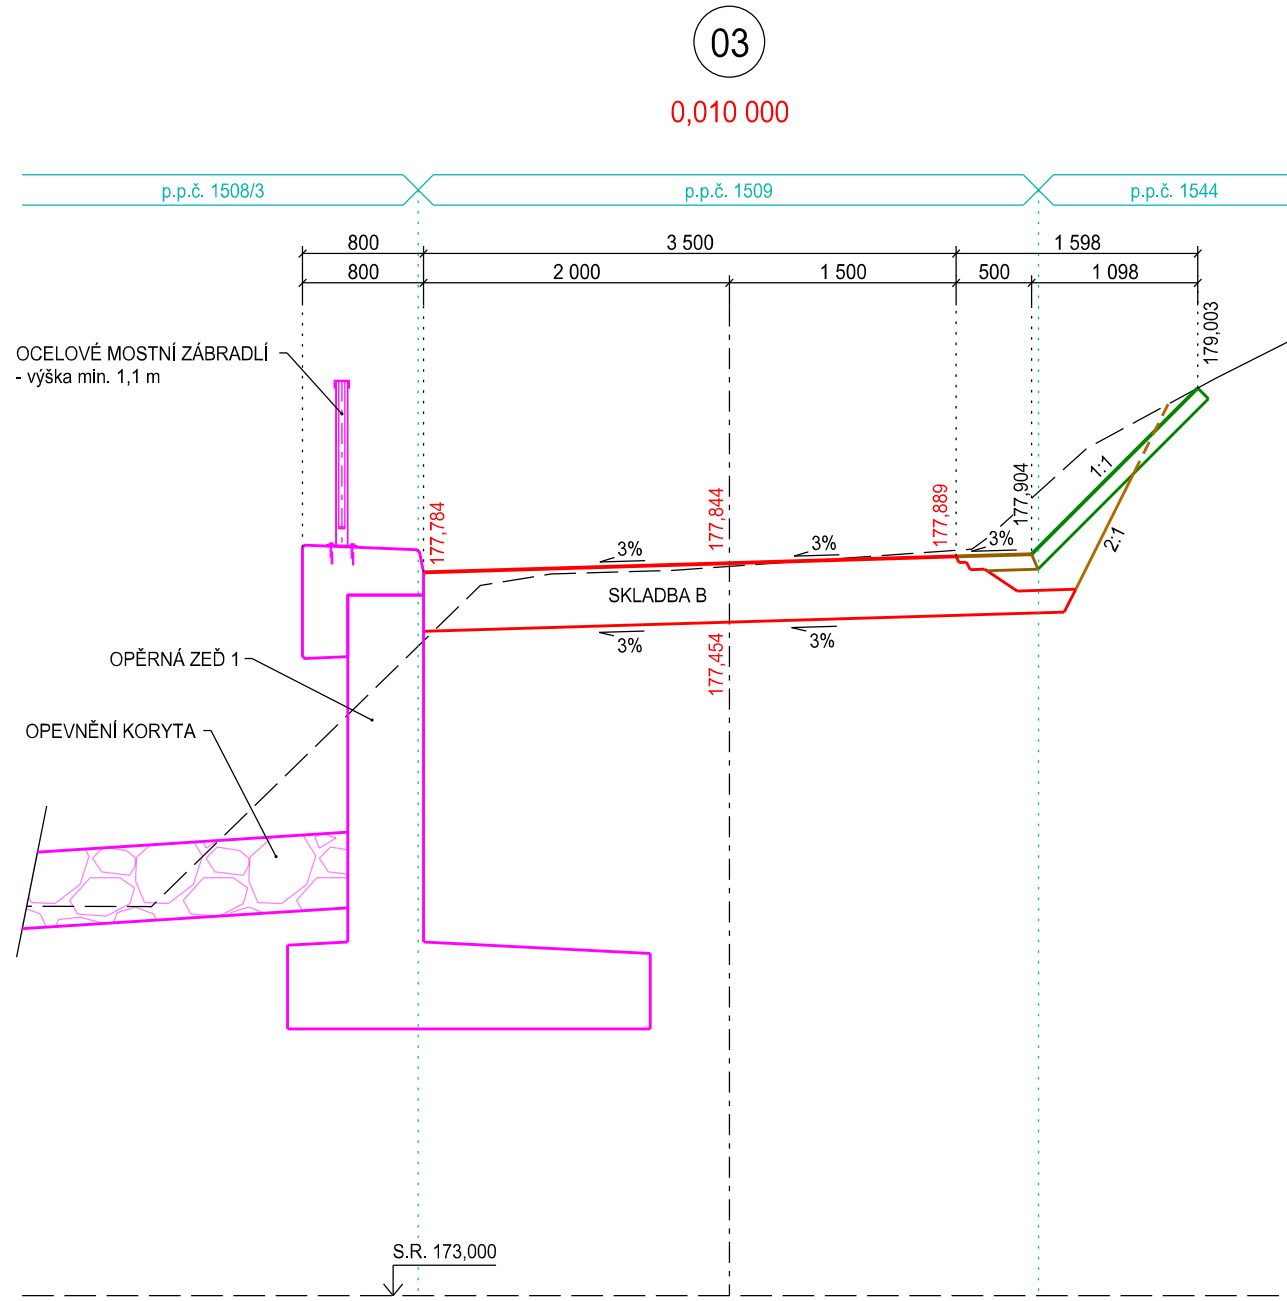 03
0,010 000
p.p.č. 1508/3
p.p.č. 1509
p.p.č. 1544
800
3 500
1 598
800
2 000
1 500
500
1 098
OCELOVÉ MOSTNÍ ZÁBRADLÍ
- výška min. 1,1 m
179,003
177,784
177,844
177,889
177,904
1:1
2:1
3%
3%
3%
SKLADBA B
3%
3%
177,454
OPĚRNÁ ZEĎ 1
OPEVNĚNÍ KORYTA
S.R. 173,000